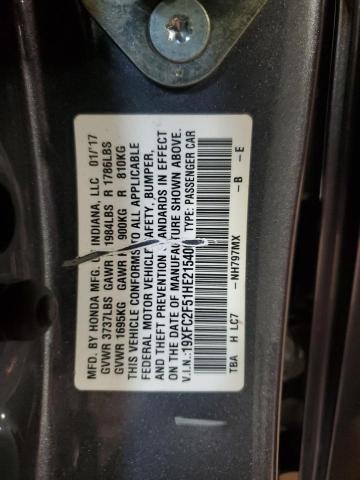 MFD. BY HONDA MFG. INDIANA, LLC 01/'17
GVWR 3737LBS GAWR 1984LBS R 1786LBS
GVWR 1695KG GAWR 900KG R 810KG
THIS VEHICLE CONFORMS TO ALL APPLICABLE
FEDERAL MOTOR VEHICLE SAFETY, BUMPER,
AND THEFT PREVENTION STANDARDS IN EFFECT
ON THE DATE OF MANUFACTURE SHOWN ABOVE.
V.I.N.: TYPE: PASSENGER CAR
TBA H LC7 -NH797MX -B -E